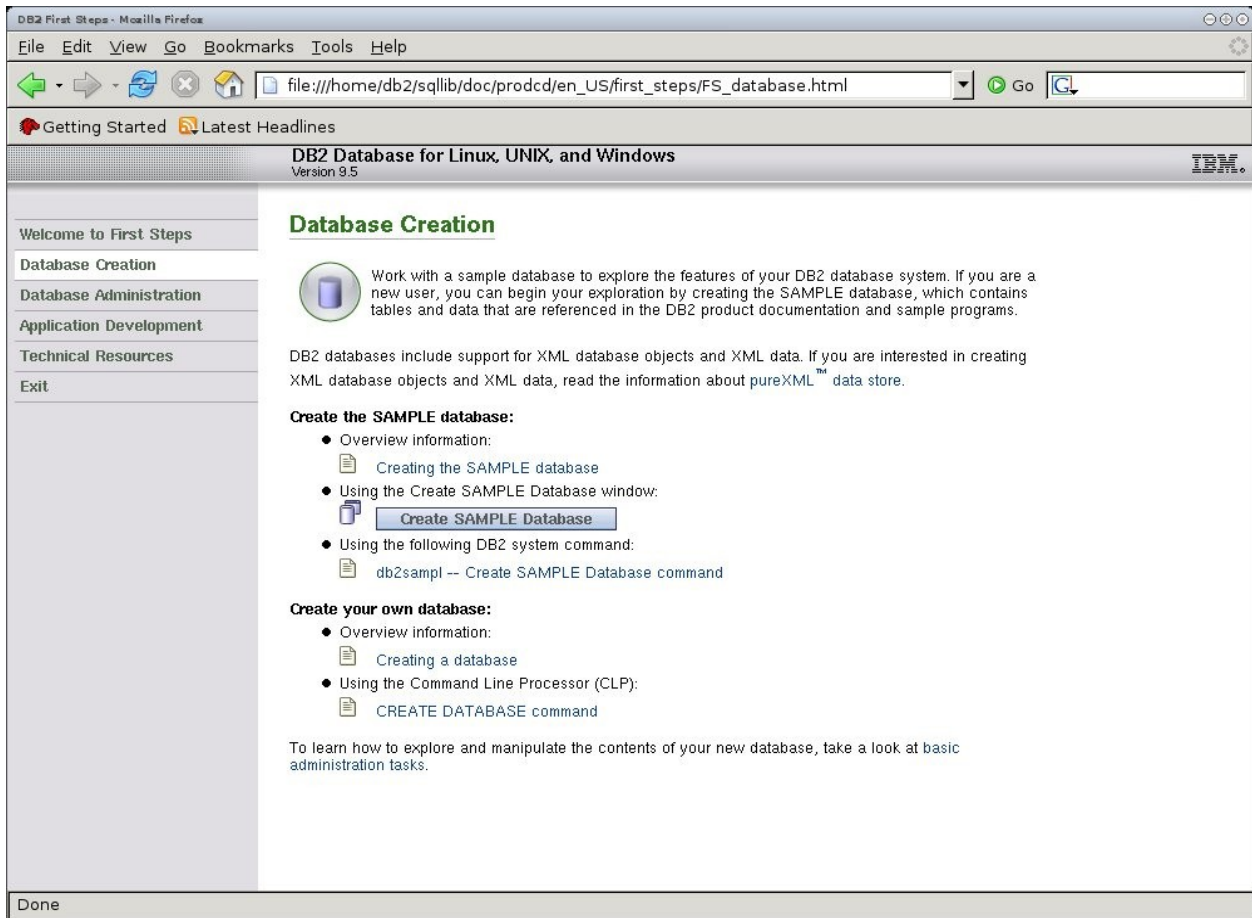 DB2 First Steps - Mozilla Firefox
File Edit View Go Bookmarks Tools Help
file:///home/db2/sqllib/doc/prodcd/en_US/first_steps/FS_database.html
Go
G
Getting Started
Latest Headlines
DB2 Database for Linux, UNIX, and Windows
Version 9.5
IBM.
Welcome to First Steps
Database Creation
Database Administration
Application Development
Technical Resources
Exit
Database Creation
Work with a sample database to explore the features of your DB2 database system. If you are a
new user, you can begin your exploration by creating the SAMPLE database, which contains
tables and data that are referenced in the DB2 product documentation and sample programs.
DB2 databases include support for XML database objects and XML data. If you are interested in creating
XML database objects and XML data, read the information about pureXML™ data store.
Create the SAMPLE database:
● Overview information:
Creating the SAMPLE database
● Using the Create SAMPLE Database window:
Create SAMPLE Database
● Using the following DB2 system command:
db2sampl -- Create SAMPLE Database command
Create your own database:
● Overview information:
Creating a database
● Using the Command Line Processor (CLP):
CREATE DATABASE command
To learn how to explore and manipulate the contents of your new database, take a look at basic
administration tasks.
Done